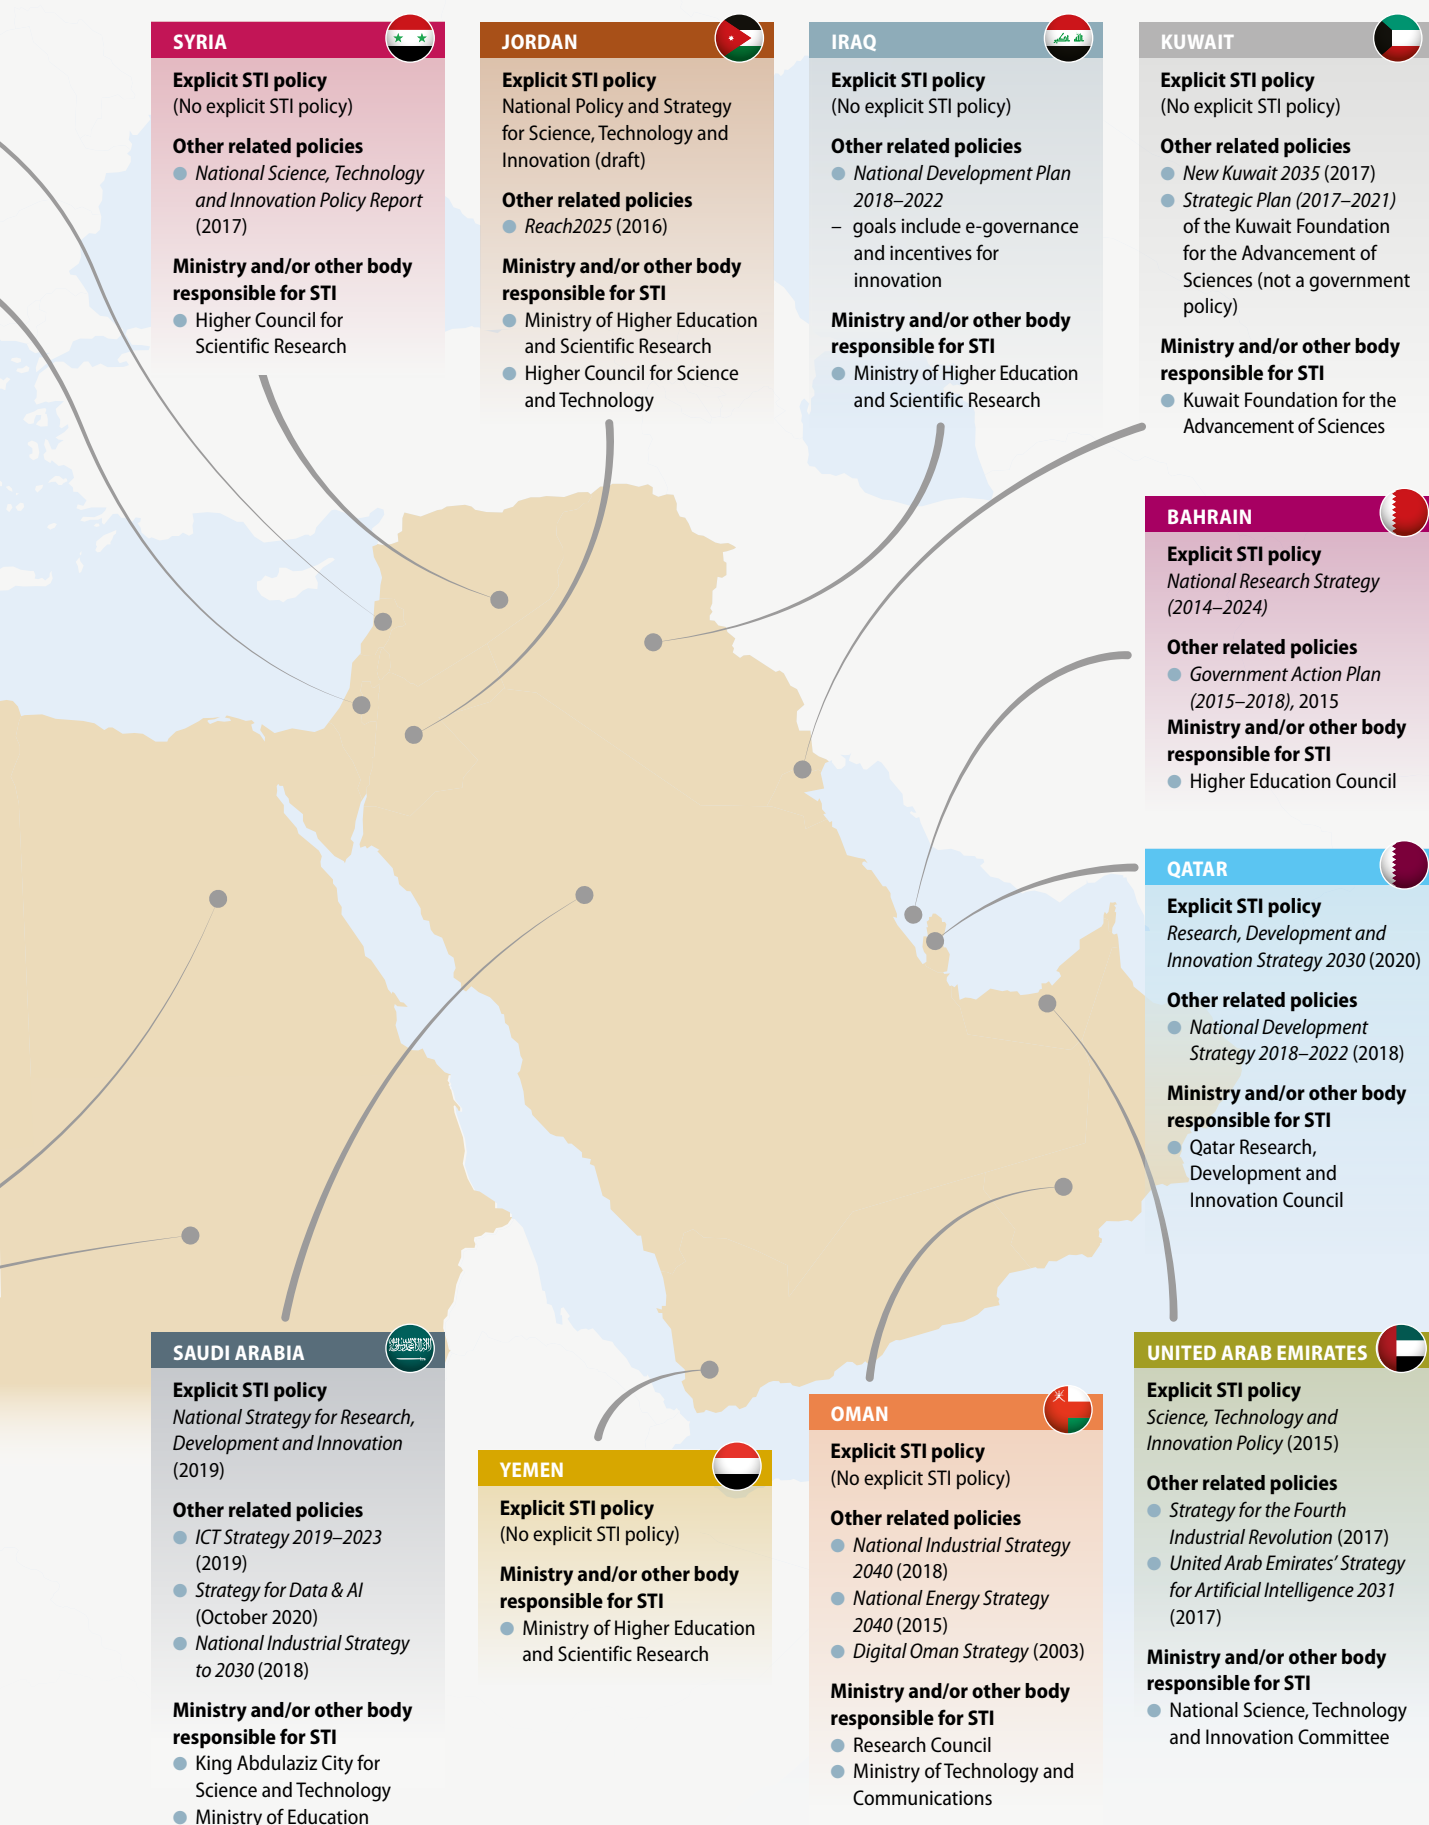 SYRIA
Explicit STI policy
(No explicit STI policy)
Other related policies
National Science, Technology
and Innovation Policy Report
(2017)
Ministry and/or other body
responsible for STI
Higher Council for
Scientific Research
JORDAN
Explicit STI policy
National Policy and Strategy
for Science, Technology and
Innovation (draft)
Other related policies
Reach2025 (2016)
Ministry and/or other body
responsible for STI
Ministry of Higher Education
and Scientific Research
Higher Council for Science
and Technology
IRAQ
Explicit STI policy
(No explicit STI policy)
Other related policies
National Development Plan
2018–2022
– goals include e-governance
and incentives for
innovation
Ministry and/or other body
responsible for STI
Ministry of Higher Education
and Scientific Research
KUWAIT
Explicit STI policy
(No explicit STI policy)
Other related policies
New Kuwait 2035 (2017)
Strategic Plan (2017–2021)
of the Kuwait Foundation
for the Advancement of
Sciences (not a government
policy)
Ministry and/or other body
responsible for STI
Kuwait Foundation for the
Advancement of Sciences
BAHRAIN
Explicit STI policy
National Research Strategy
(2014–2024)
Other related policies
Government Action Plan
(2015–2018), 2015
Ministry and/or other body
responsible for STI
Higher Education Council
QATAR
Explicit STI policy
Research, Development and
Innovation Strategy 2030 (2020)
Other related policies
National Development
Strategy 2018–2022 (2018)
Ministry and/or other body
responsible for STI
Qatar Research,
Development and
Innovation Council
SAUDI ARABIA
Explicit STI policy
National Strategy for Research,
Development and Innovation
(2019)
Other related policies
ICT Strategy 2019–2023
(2019)
Strategy for Data & AI
(October 2020)
National Industrial Strategy
to 2030 (2018)
Ministry and/or other body
responsible for STI
King Abdulaziz City for
Science and Technology
Ministry of Education
YEMEN
Explicit STI policy
(No explicit STI policy)
Ministry and/or other body
responsible for STI
Ministry of Higher Education
and Scientific Research
OMAN
Explicit STI policy
(No explicit STI policy)
Other related policies
National Industrial Strategy
2040 (2018)
National Energy Strategy
2040 (2015)
Digital Oman Strategy (2003)
Ministry and/or other body
responsible for STI
Research Council
Ministry of Technology and
Communications
UNITED ARAB EMIRATES
Explicit STI policy
Science, Technology and
Innovation Policy (2015)
Other related policies
Strategy for the Fourth
Industrial Revolution (2017)
United Arab Emirates' Strategy
for Artificial Intelligence 2031
(2017)
Ministry and/or other body
responsible for STI
National Science, Technology
and Innovation Committee